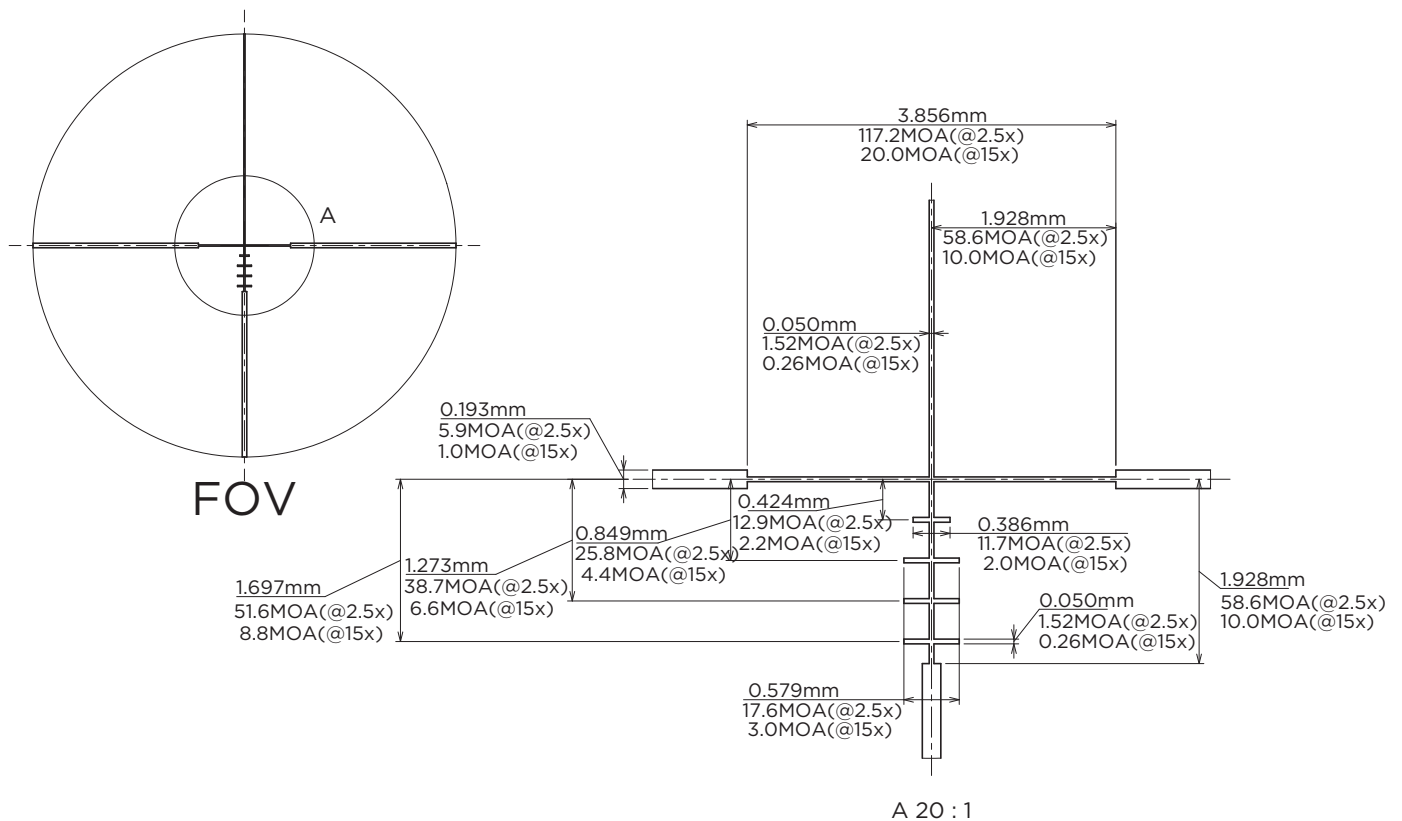 A
FOV
3.856mm
117.2MOA(@2.5x)
20.0MOA(@15x)
1.928mm
58.6MOA(@2.5x)
10.0MOA(@15x)
0.050mm
1.52MOA(@2.5x)
0.26MOA(@15x)
0.193mm
5.9MOA(@2.5x)
1.0MOA(@15x)
0.424mm
12.9MOA(@2.5x)
2.2MOA(@15x)
0.849mm
25.8MOA(@2.5x)
4.4MOA(@15x)
1.273mm
38.7MOA(@2.5x)
6.6MOA(@15x)
1.697mm
51.6MOA(@2.5x)
8.8MOA(@15x)
0.386mm
11.7MOA(@2.5x)
2.0MOA(@15x)
0.050mm
1.52MOA(@2.5x)
0.26MOA(@15x)
1.928mm
58.6MOA(@2.5x)
10.0MOA(@15x)
0.579mm
17.6MOA(@2.5x)
3.0MOA(@15x)
A 20 : 1